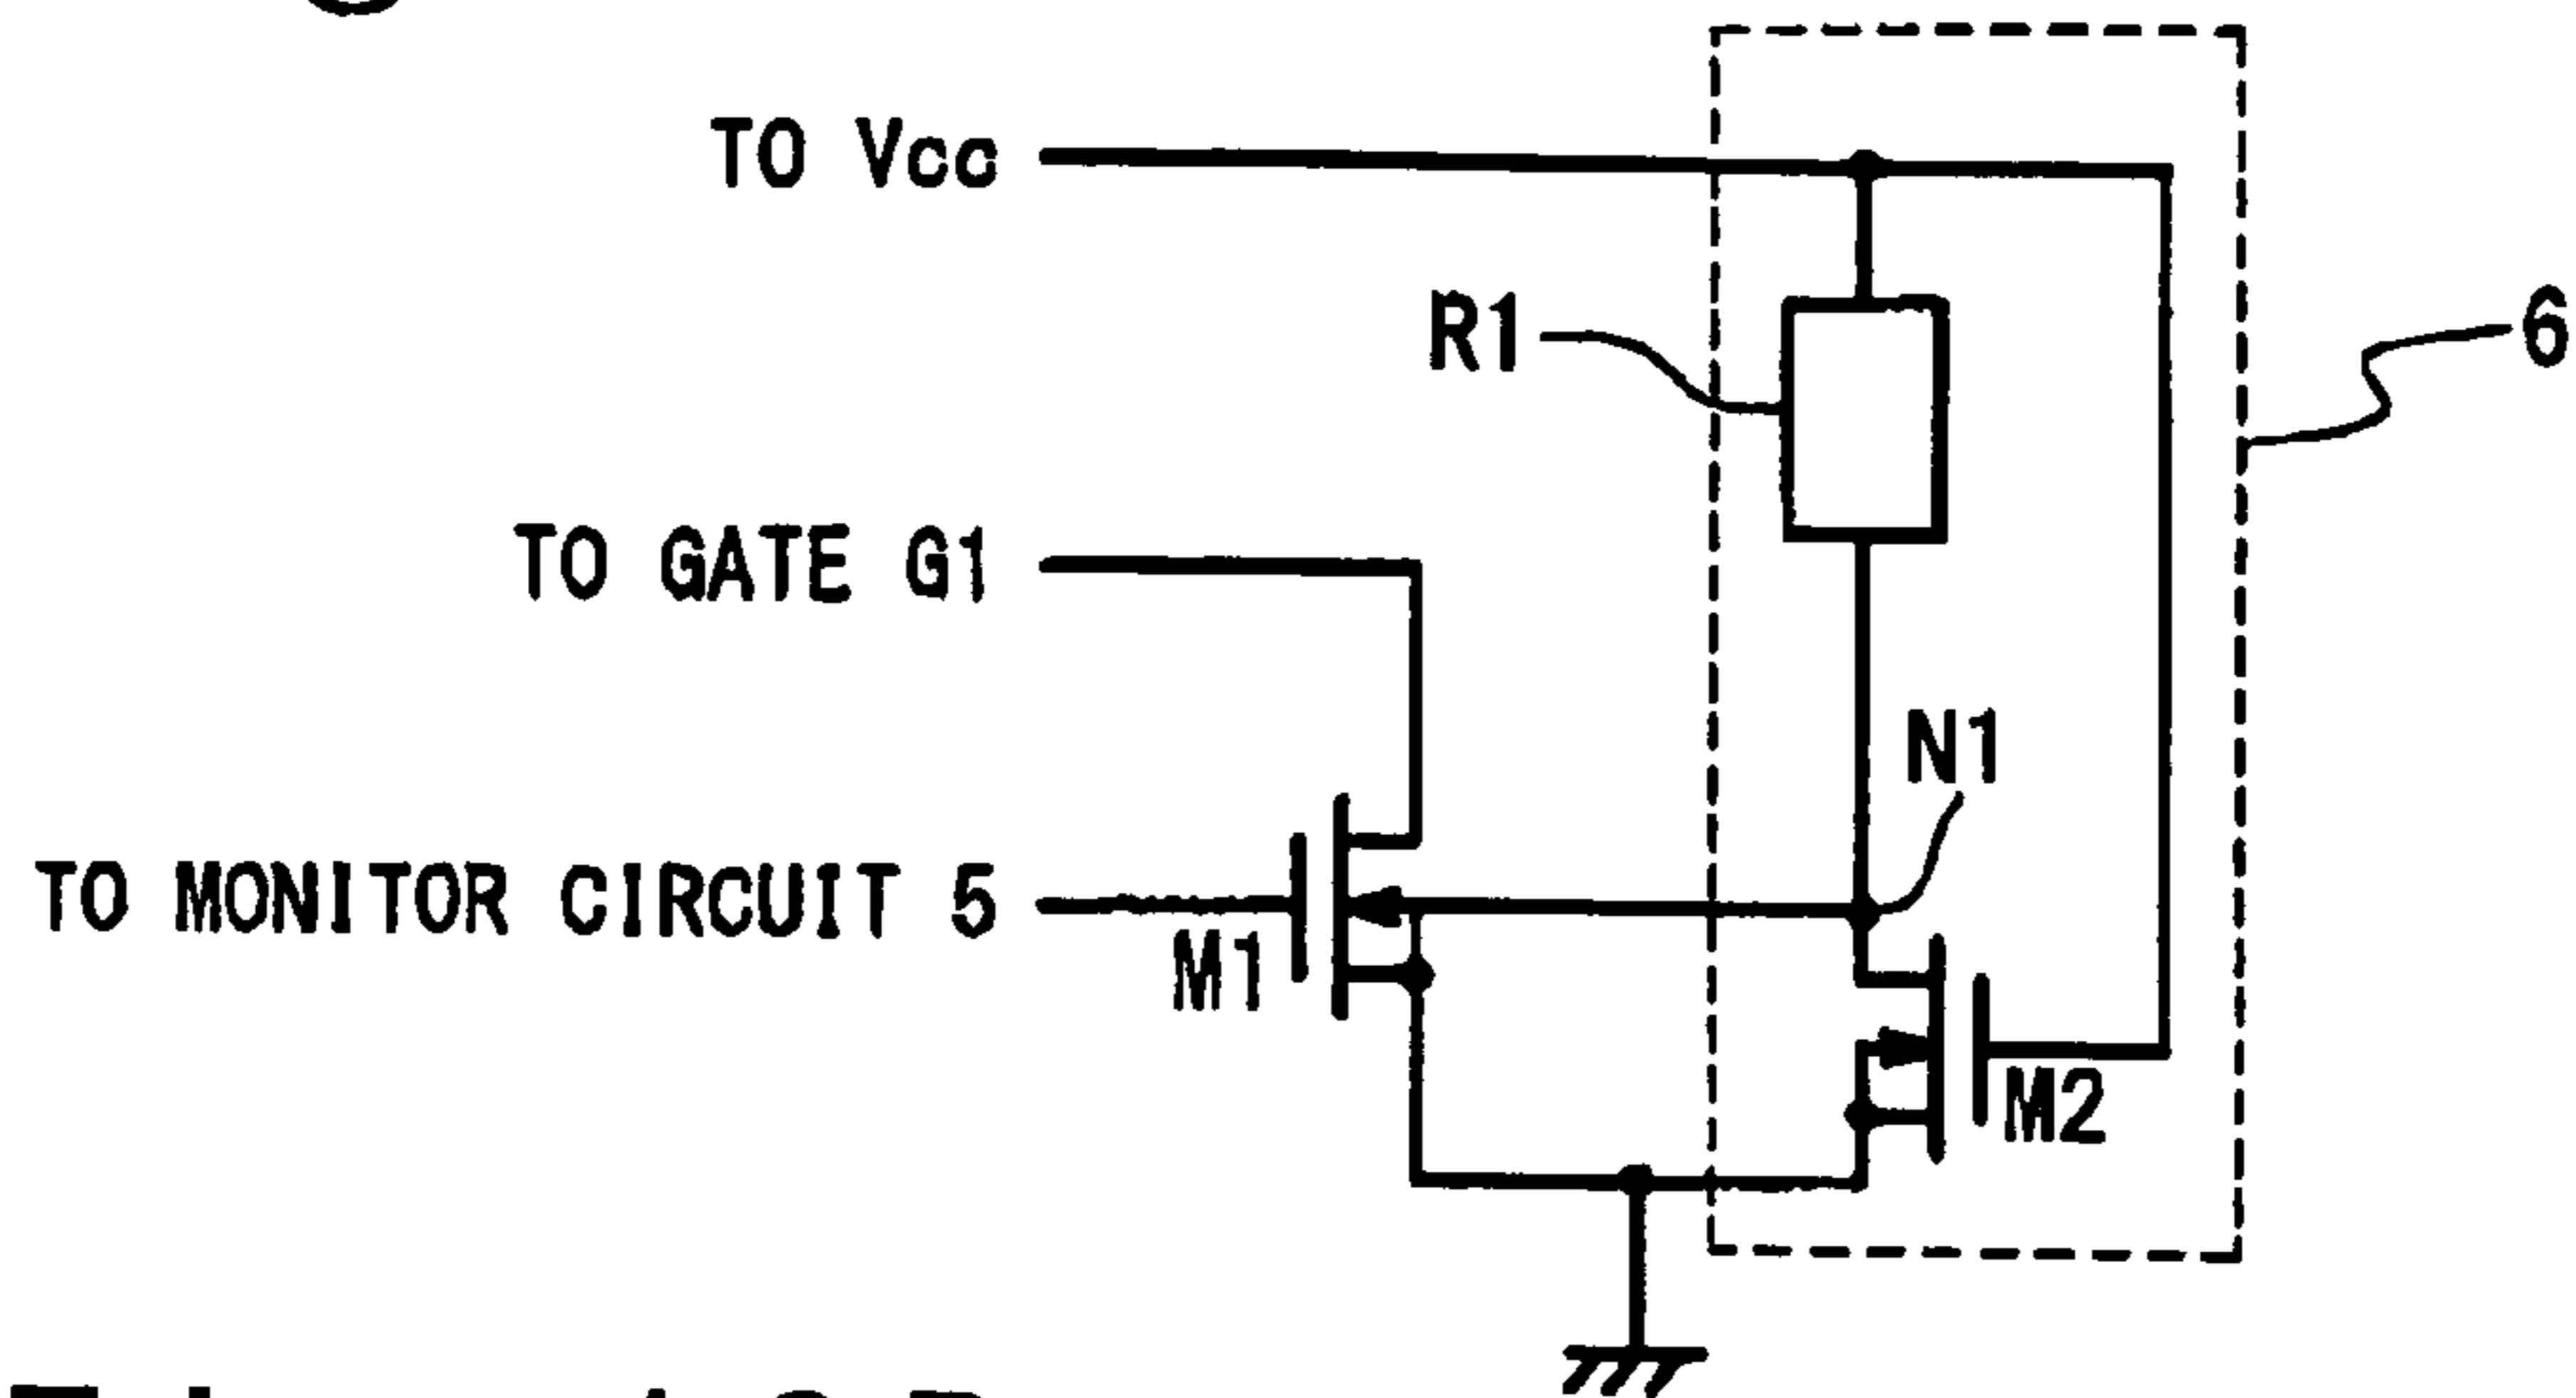 TO Vcc
R1
6
TO GATE G1
N1
TO MONITOR CIRCUIT 5
M1
M2